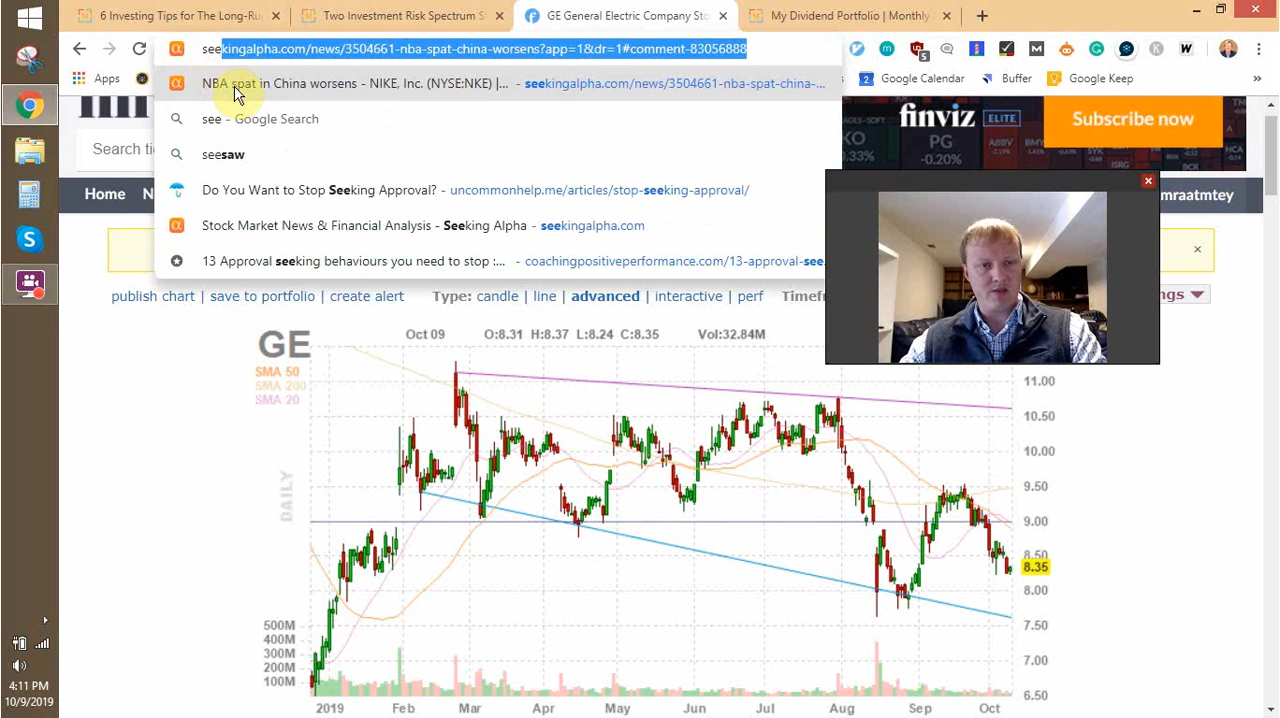 6 Investing Tips for The Long-Ru
Two Investment Risk Spectrum S
GE General Electric Company Sto
My Dividend Portfolio | Monthly
seekingalpha.com/news/3504661-nba-spat-china-worsens?app=1&dr=1#comment-83056888
5
Apps
Google Calendar
Buffer
Google Keep
NBA spat in China worsens - NIKE, Inc. (NYSE:NKE) |... - seekingalpha.com/news/3504661-nba-spat-china-...
see - Google Search
seesaw
Do You Want to Stop Seeking Approval? - uncommonhelp.me/articles/stop-seeking-approval/
Stock Market News & Financial Analysis - Seeking Alpha - seekingalpha.com
13 Approval seeking behaviours you need to stop :... - coachingpositiveperformance.com/13-approval-see...
finviz ELITE
Subscribe now
KO
0.33%
PG
-0.20%
ABBV
Search ti
Home
N
mraatmtey
publish chart | save to portfolio | create alert
Type: candle | line | advanced | interactive | perf
Timefr
ngs
GE
Oct 09 O:8.31 H:8.37 L:8.24 C:8.35 Vol:32.84M
SMA 50
SMA 200
SMA 20
DAILY
11.00
10.50
10.00
9.50
9.00
8.50
8.35
8.00
7.50
7.00
6.50
500M
400M
300M
200M
100M
2019 Feb Mar Apr May Jun Jul Aug Sep Oct
4:11 PM
10/9/2019